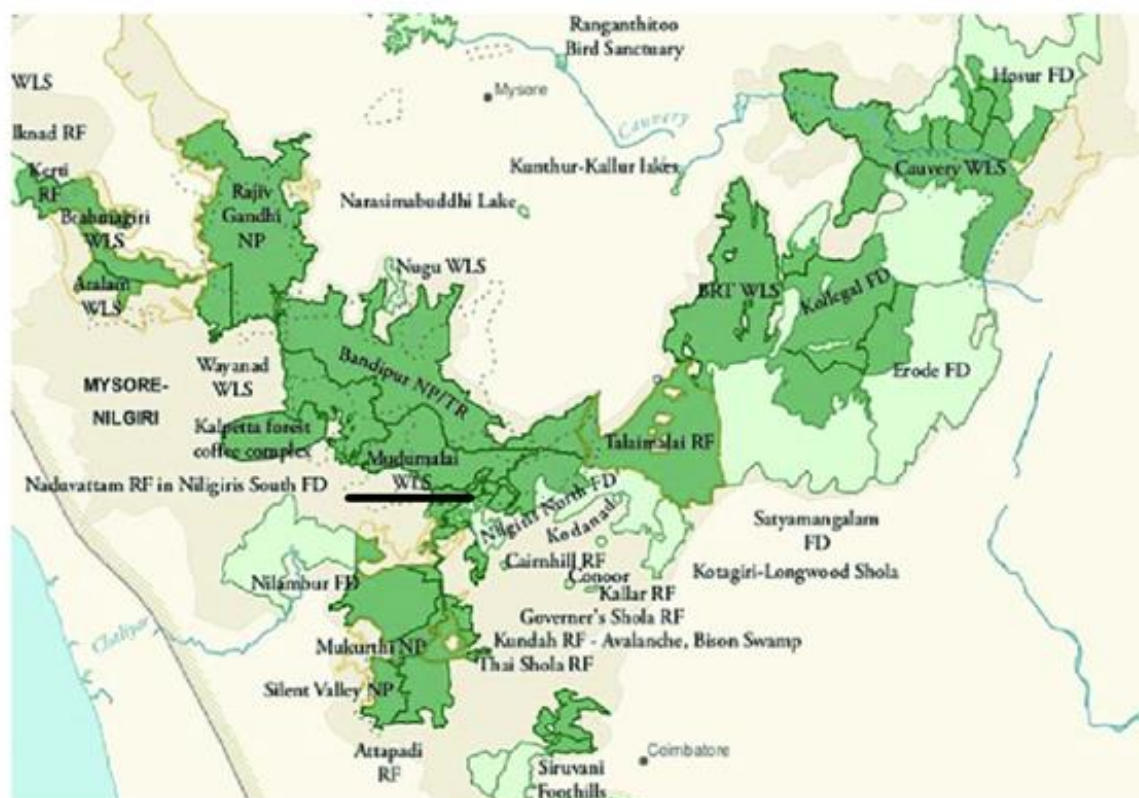 Ranganthitoo
Bird Sanctuary
Hosur FD
WLS
Mysore
Cauvery
lknad RF
Kunthur-Kallur lakes
Cauvery WLS
Kerti
RF
Rajiv
Gandhi
NP
Narasimabuddhi Lake
Brahmagiri
WLS
Nugu WLS
Aralam
WLS
BRT WLS
Kollegal FD
Wayanad
WLS
Bandipur NP/TR
Erode FD
MYSORE-
NILGIRI
Kalpetta forest
coffee complex
Talaimalai RF
Mudumalai
WLS
Naduvattam RF in Niligiris South FD
Nilgiris North FD
Kodanad
Satyamangalam
FD
Cairnhill RF
Conoor
Kotagiri-Longwood Shola
Nilambur FD
Kallar RF
Governer's Shola RF
Chaliyar
Mukurthi NP
Kundah RF - Avalanche, Bison Swamp
Thai Shola RF
Silent Valley NP
Attapadi
RF
Coimbatore
Siruvani
Foothills